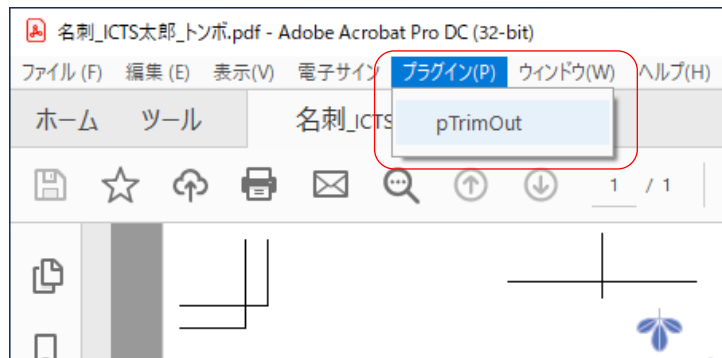 名刺_ICTS太郎_トンボ.pdf - Adobe Acrobat Pro DC (32-bit)
ファイル (F) 編集 (E) 表示(V) 電子サイン プラグイン(P) ウィンドウ(W) ヘルプ(H)
ホーム ツール 名刺_ICTS
pTrimOut
1 / 1